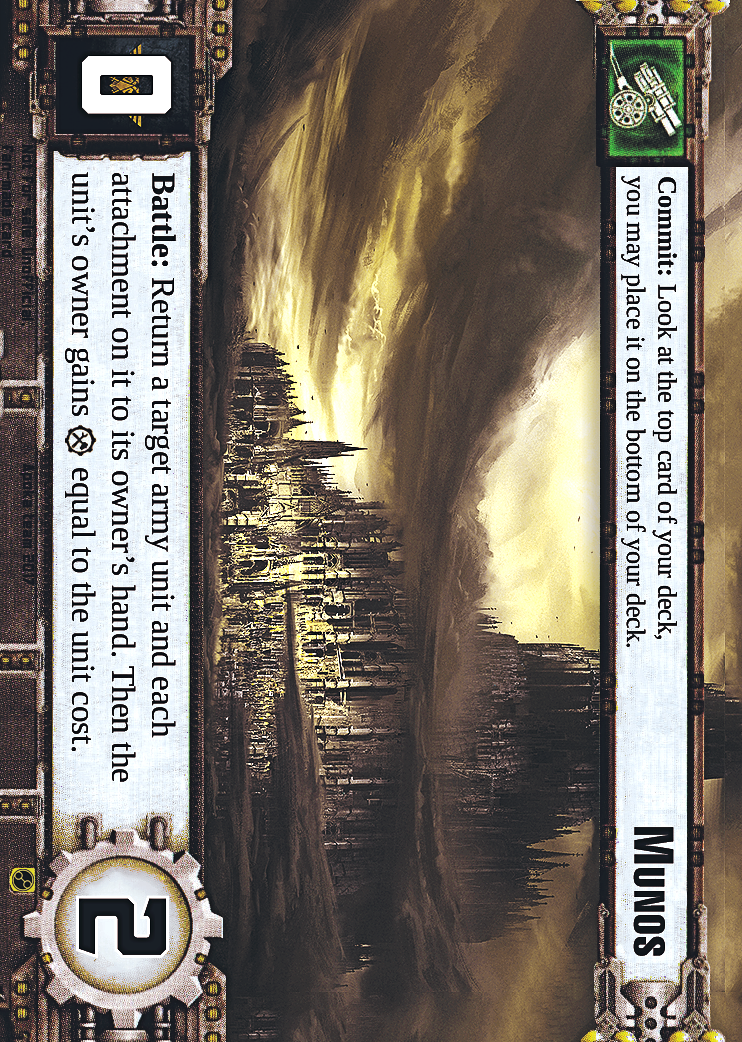 Commit: Look at the top card of your deck,
you may place it on the bottom of your deck.
MUNOS
0
Battle: Return a target army unit and each
attachment on it to its owner's hand. Then the
unit's owner gains equal to the unit cost.
2